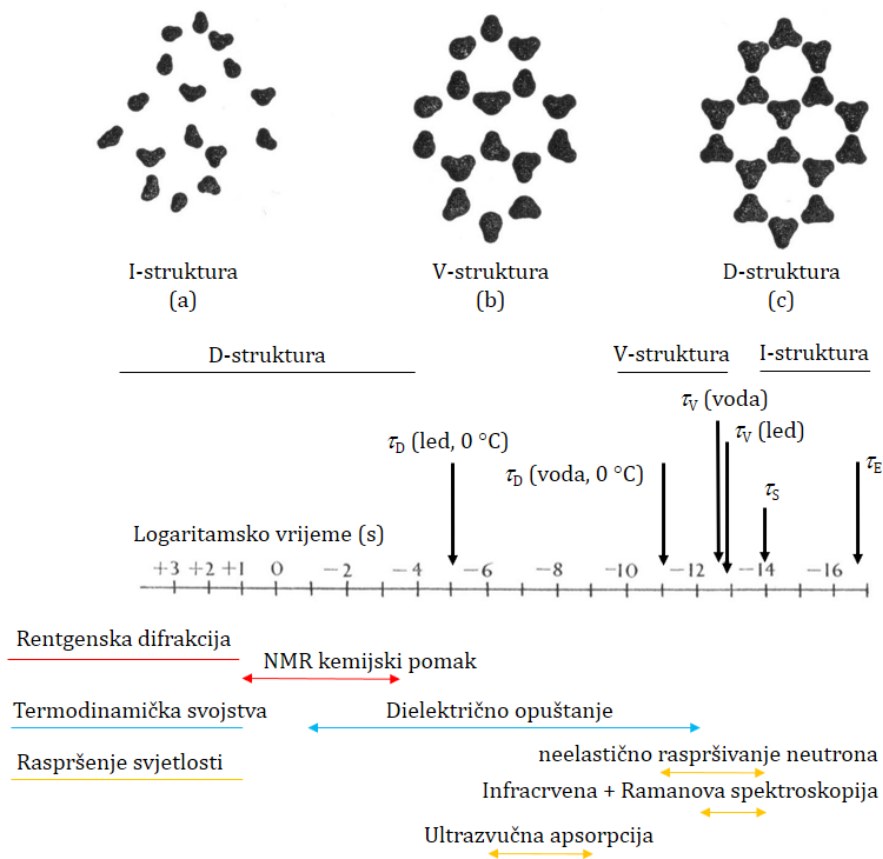 I-struktura
(a)
V-struktura
(b)
D-struktura
(c)
D-struktura
V-struktura
I-struktura
τV (voda)
τD (led, 0 °C)
τV (led)
τD (voda, 0 °C)
τE
τS
Logaritamsko vrijeme (s)
+3 +2 +1 0 −2 −4 −6 −8 −10 −12 −14 −16
Rentgenska difrakcija
NMR kemijski pomak
Termodinamička svojstva
Dielektrično opuštanje
Raspršenje svjetlosti
neelastično raspršivanje neutrona
Infracrvena + Ramanova spektroskopija
Ultrazvučna apsorpcija